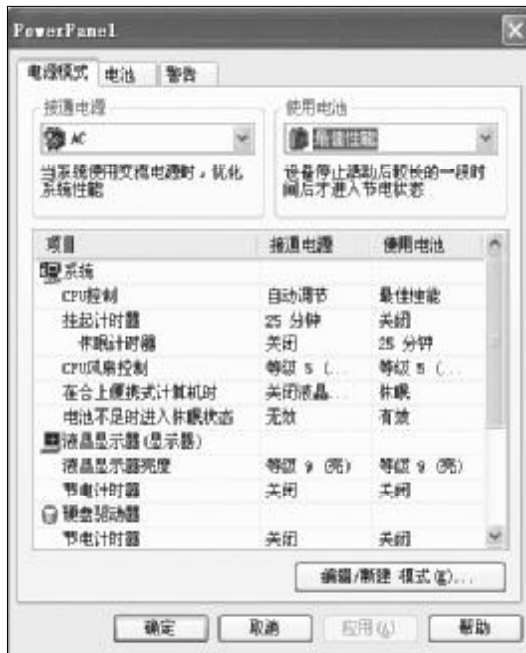 PowerPanel
电源模式 电池 警告
接通电源 使用电池
AC 最佳性能
当系统使用交流电源时，优化
系统性能
设备停止活动后较长的一段时
间后才进入节电状态
项目 接通电源 使用电池
系统
CPU控制 自动调节 最佳性能
挂起计时器 25 分钟 关闭
休眠计时器 关闭 25 分钟
CPU风扇控制 等级 5 (... 等级 5 (...
在合上便携式计算机时 关闭液晶... 休眠
电池不足时进入休眠状态 无效 有效
液晶显示器(显示器)
液晶显示器亮度 等级 9 (亮) 等级 9 (亮)
节电计时器 关闭 关闭
硬盘驱动器
节电计时器 关闭 关闭
编辑/新建 模式(E)...
确定 取消 应用(A) 帮助